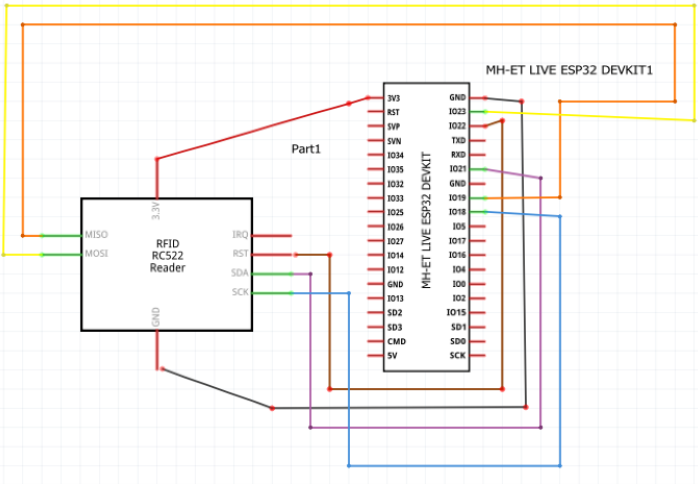 MH-ET LIVE ESP32 DEVKIT1
Part1
3V3
RST
SVP
SVN
IO34
IO35
IO32
IO33
IO25
IO26
IO27
IO14
IO12
GND
IO13
SD2
SD3
CMD
5V
MH-ET LIVE ESP32 DEVKIT
GND
IO23
IO22
TXD
RXD
IO21
GND
IO19
IO18
IO5
IO17
IO16
IO4
IO0
IO2
IO15
SD1
SD0
SCK
3.3V
MISO
MOSI
RFID
RC522
Reader
IRQ
RST
SDA
SCK
GND